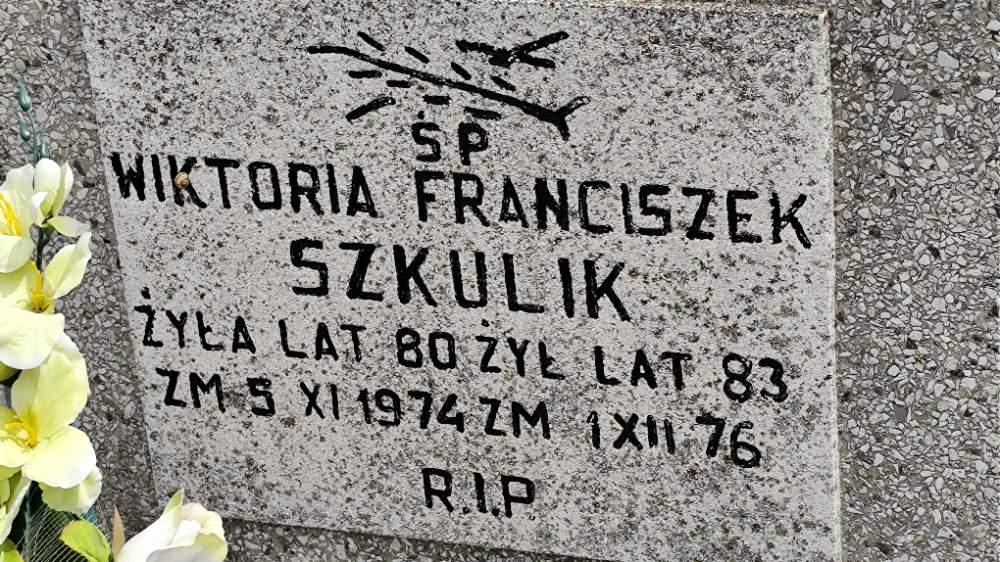 ŚP
WIKTORIA FRANCISZEK
SZKULIK
ŻYŁA LAT 80 ŻYŁ LAT 83
ZM 5 XI 1974 ZM 1 XII 76
R.I.P